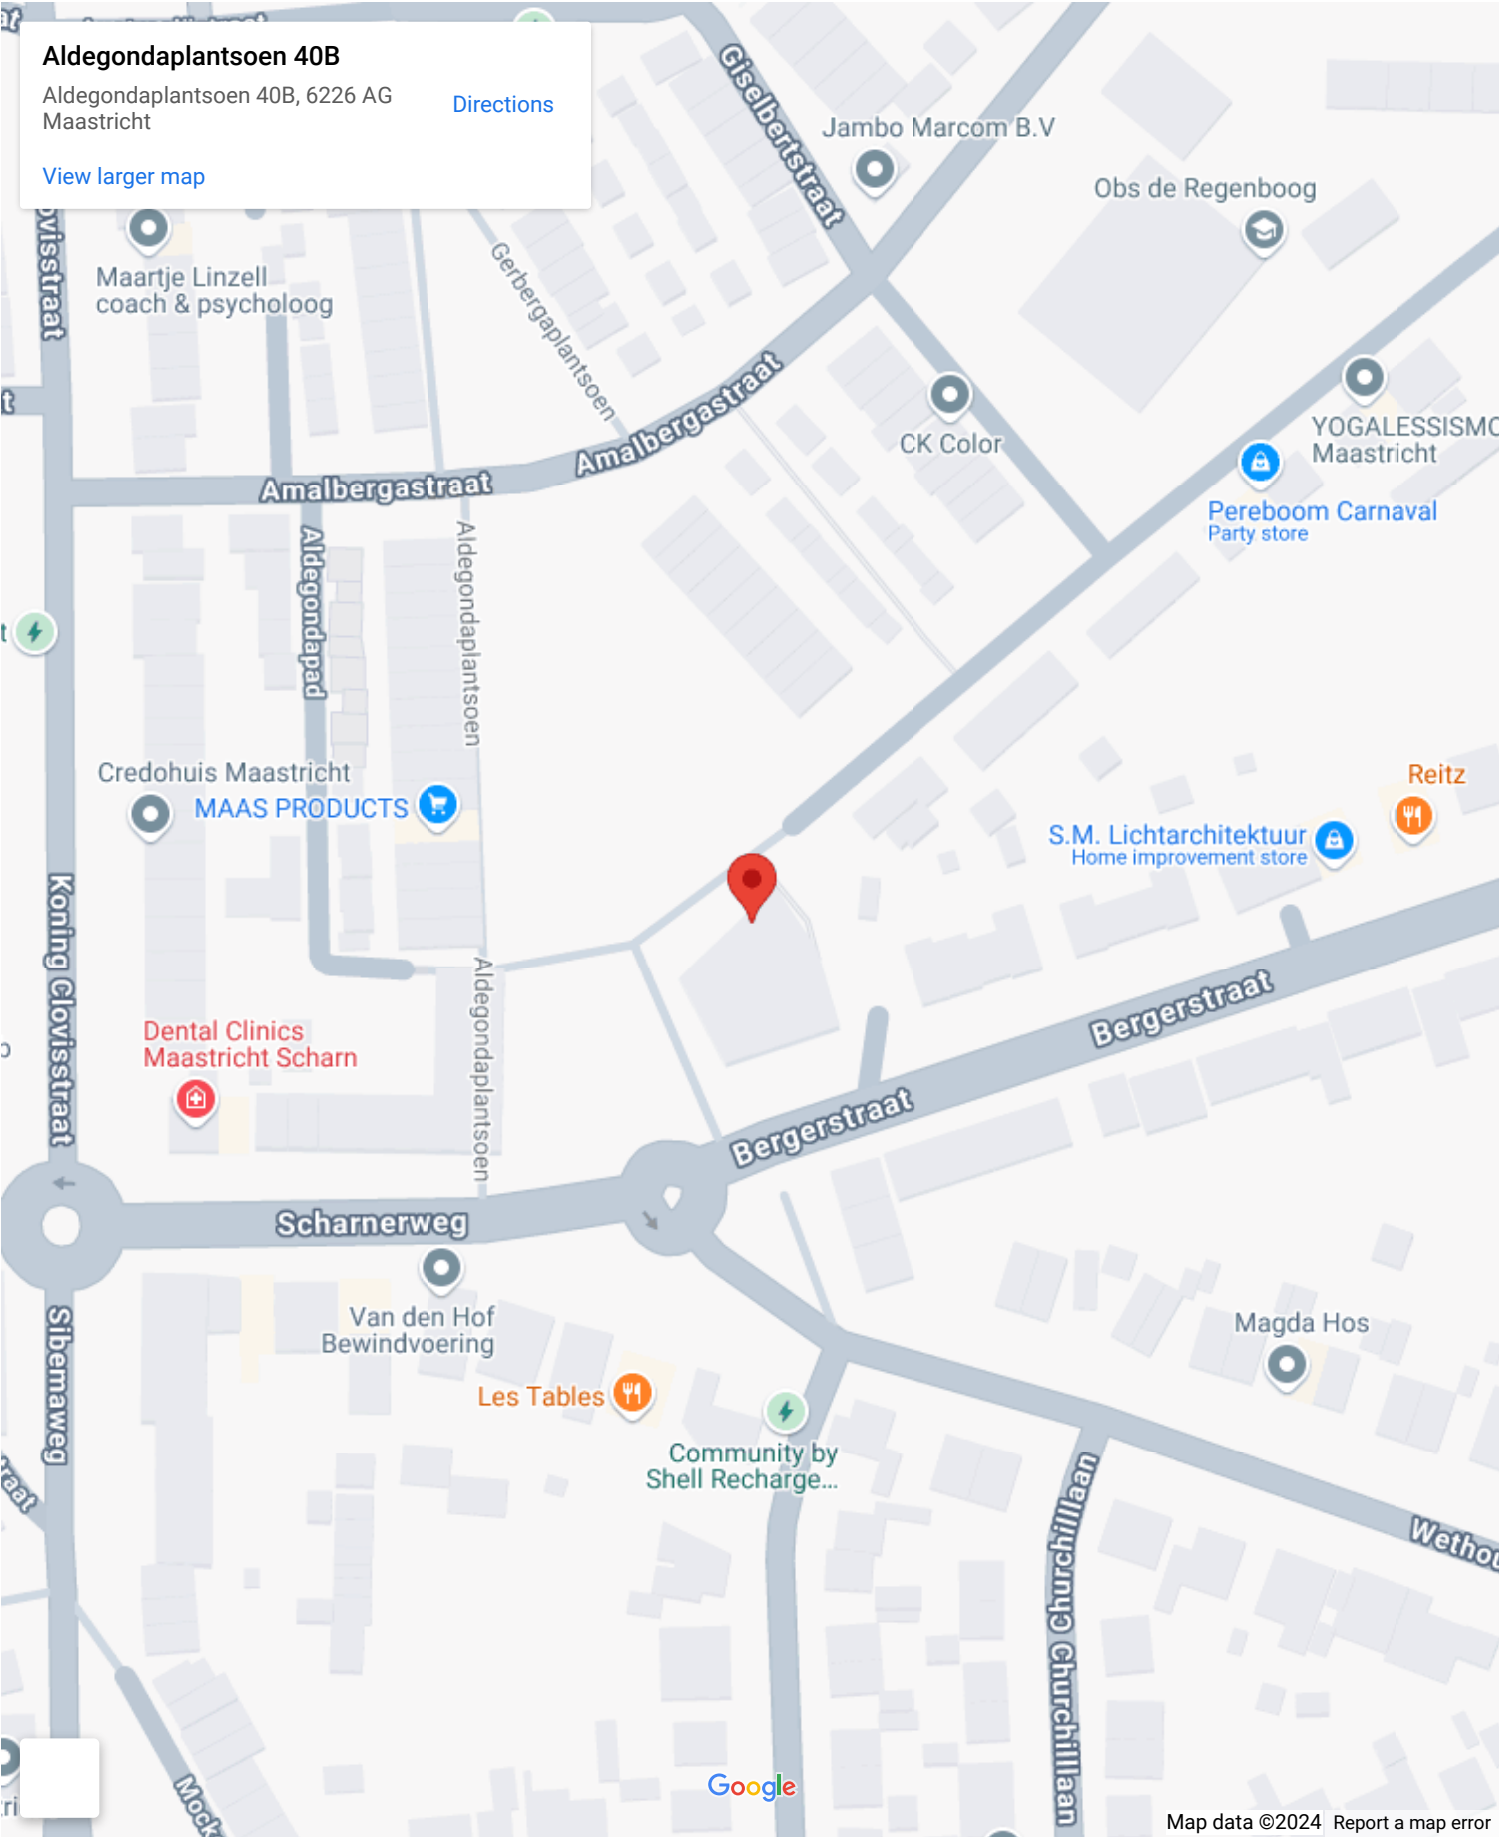 Aldegondaplantsoen 40B
Aldegondaplantsoen 40B, 6226 AG
Maastricht
Directions
View larger map
Giselbertstraat
Jambo Marcom B.V
Obs de Regenboog
Maartje Linzell
coach & psycholoog
Gerbergaplantsoen
Amalbergastraat
CK Color
YOGALESSISMO
Maastricht
Pereboom Carnaval
Party store
Amalbergastraat
Aldegondapad
Aldegondaplantsoen
Credohuis Maastricht
MAAS PRODUCTS
Reitz
S.M. Lichtarchitektuur
Home improvement store
Koning Clovisstraat
Aldegondaplantsoen
Bergerstraat
Dental Clinics
Maastricht Scharn
Bergerstraat
Scharnerweg
Van den Hof
Bewindvoering
Sibemaweg
Magda Hos
Les Tables
Community by
Shell Recharge...
Churchilllaan
Churchilllaan
Wethou
Mock
Google
Map data ©2024
Report a map error